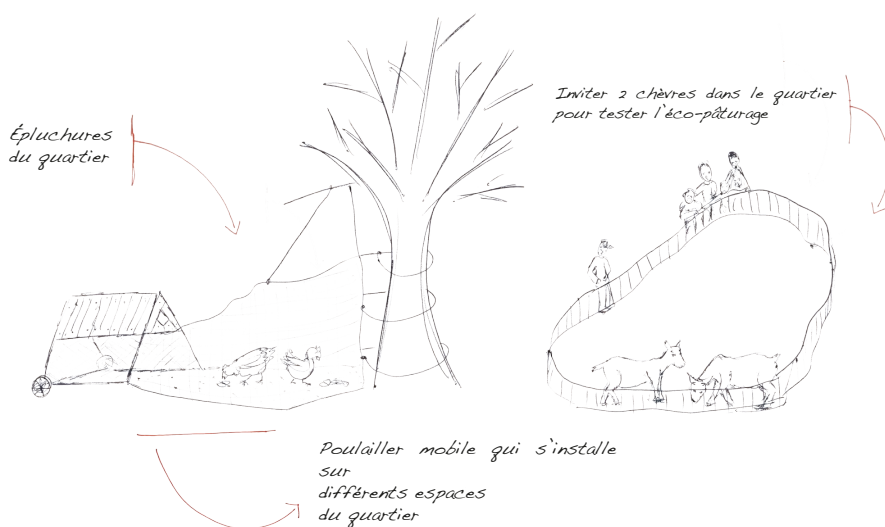 Épluchures
du quartier
Inviter 2 chèvres dans le quartier
pour tester l'éco-pâturage
Poulailler mobile qui s'installe
sur
différents espaces
du quartier